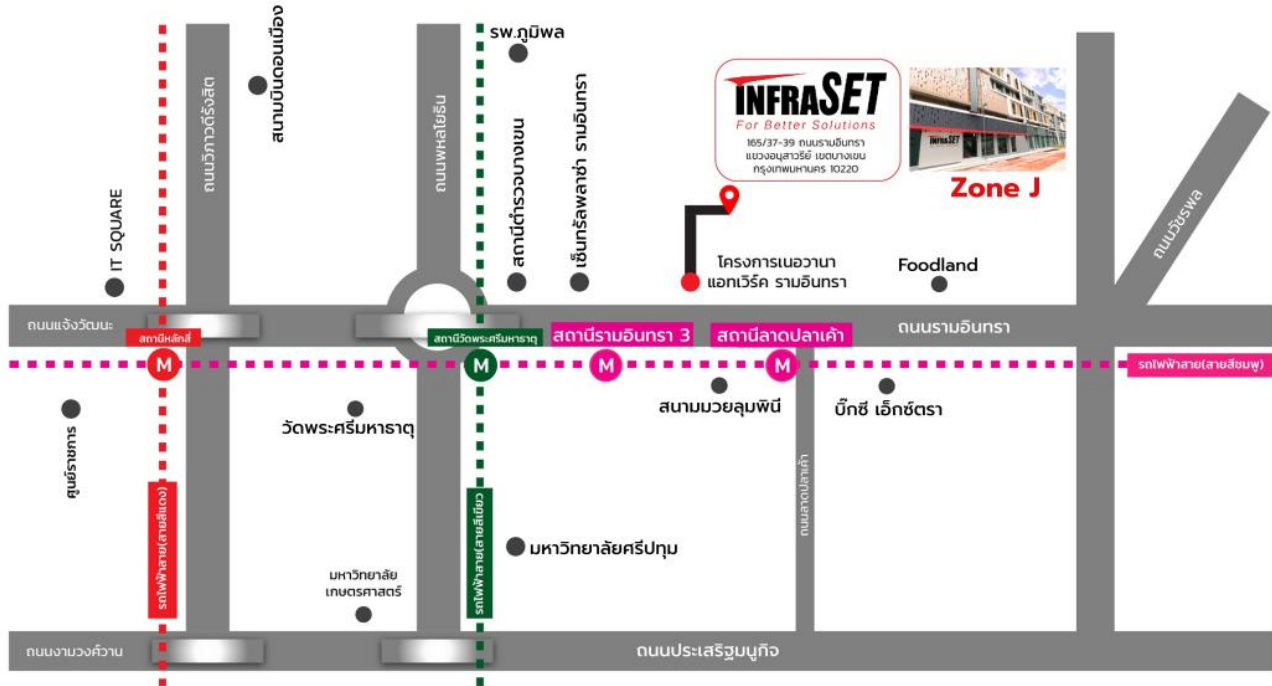 สนามบินดอนเมือง
ถนนวิภาวดีรังสิต
ถนนพหลโยธิน
รพ.ภูมิพล
IT SQUARE
สถานีตำรวจบางเขน
เซ็นทรัลพลาซ่า รามอินทรา
INFRASET
For Better Solutions
165/37-39 ถนนรามอินทรา
แขวงอนุสาวรีย์ เขตบางเขน
กรุงเทพมหานคร 10220
INFRASET
Zone J
ถนนวัชรพล
โครงการเนอวานา
แอทเวิร์ค รามอินทรา
Foodland
ถนนแจ้งวัฒนะ
ถนนรามอินทรา
สถานีหลักสี่
สถานีวัดพระศรีมหาธาตุ
สถานีรามอินทรา 3
สถานีลาดปลาเค้า
M
M
M
M
รถไฟฟ้าสาย(สายสีชมพู)
ศูนย์ราชการ
วัดพระศรีมหาธาตุ
สนามมวยลุมพินี
บิ๊กซี เอ็กซ์ตรา
ถนนลาดปลาเค้า
รถไฟฟ้าสาย(สายสีแดง)
รถไฟฟ้าสาย(สายสีเขียว)
มหาวิทยาลัยศรีปทุม
มหาวิทยาลัย
เกษตรศาสตร์
ถนนงามวงศ์วาน
ถนนประเสริฐมนูกิจ